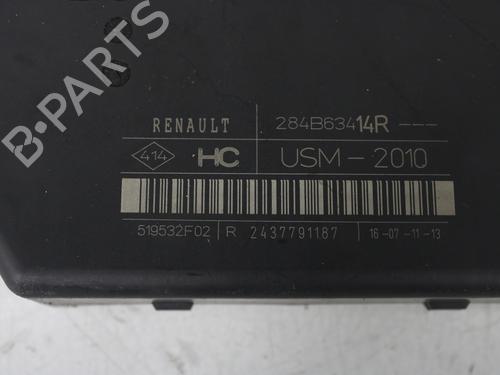 B-PARTS
RENAULT 284B63414R ---
414 HC USM - 2010
519532F02 R 2437791187 16-07-11-13